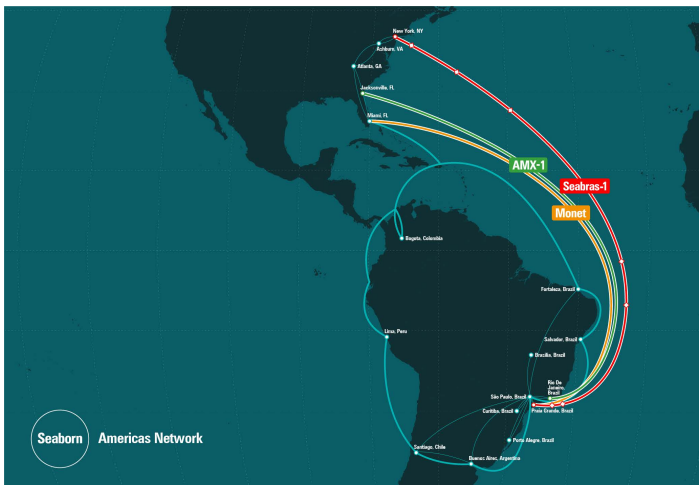 New York, NY
Ashburn, VA
Atlanta, GA
Jacksonville, FL
Miami, FL
AMX-1
Seabras-1
Monet
Bogota, Colombia
Fortaleza, Brazil
Lima, Peru
Salvador, Brazil
Brasilia, Brazil
Rio De
Janeiro,
Brazil
São Paulo, Brazil
Praia Grande, Brazil
Curitiba, Brazil
Porto Alegre, Brazil
Santiago, Chile
Buenos Aires, Argentina
Seaborn
Americas Network